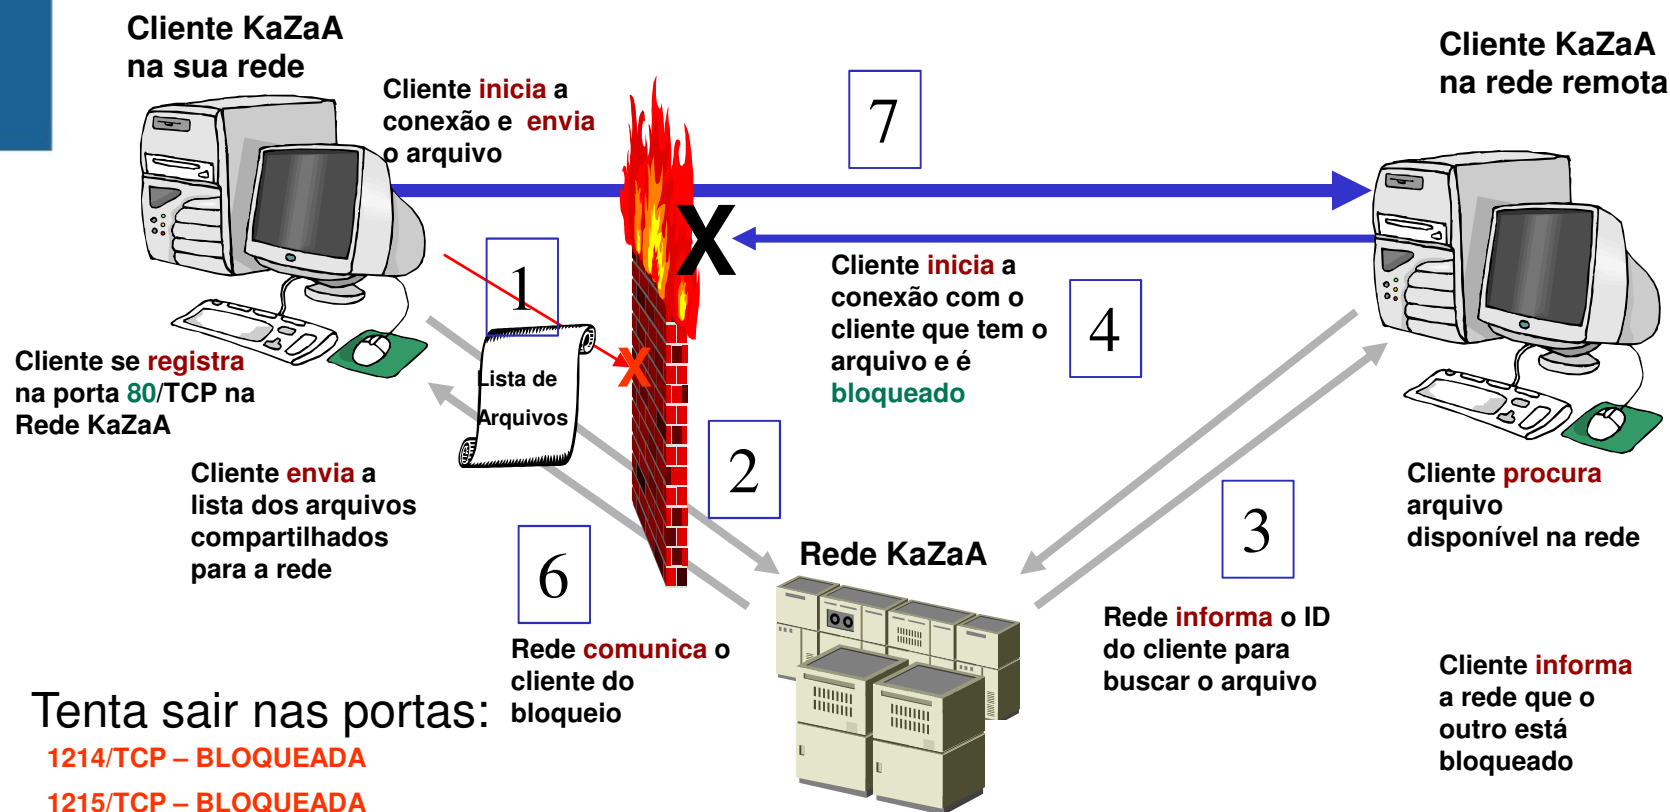 Cliente KaZaA
na sua rede
Cliente inicia a
conexão e envia
o arquivo
7
Cliente KaZaA
na rede remota
1
X
Cliente inicia a
conexão com o
cliente que tem o
arquivo e é
bloqueado
4
Cliente se registra
na porta 80/TCP na
Rede KaZaA
Lista de
Arquivos
X
Cliente envia a
lista dos arquivos
compartilhados
para a rede
2
6
Rede KaZaA
3
Cliente procura
arquivo
disponível na rede
Rede comunica o
cliente do
bloqueio
Rede informa o ID
do cliente para
buscar o arquivo
Cliente informa
a rede que o
outro está
bloqueado
Tenta sair nas portas:
1214/TCP – BLOQUEADA
1215/TCP – BLOQUEADA